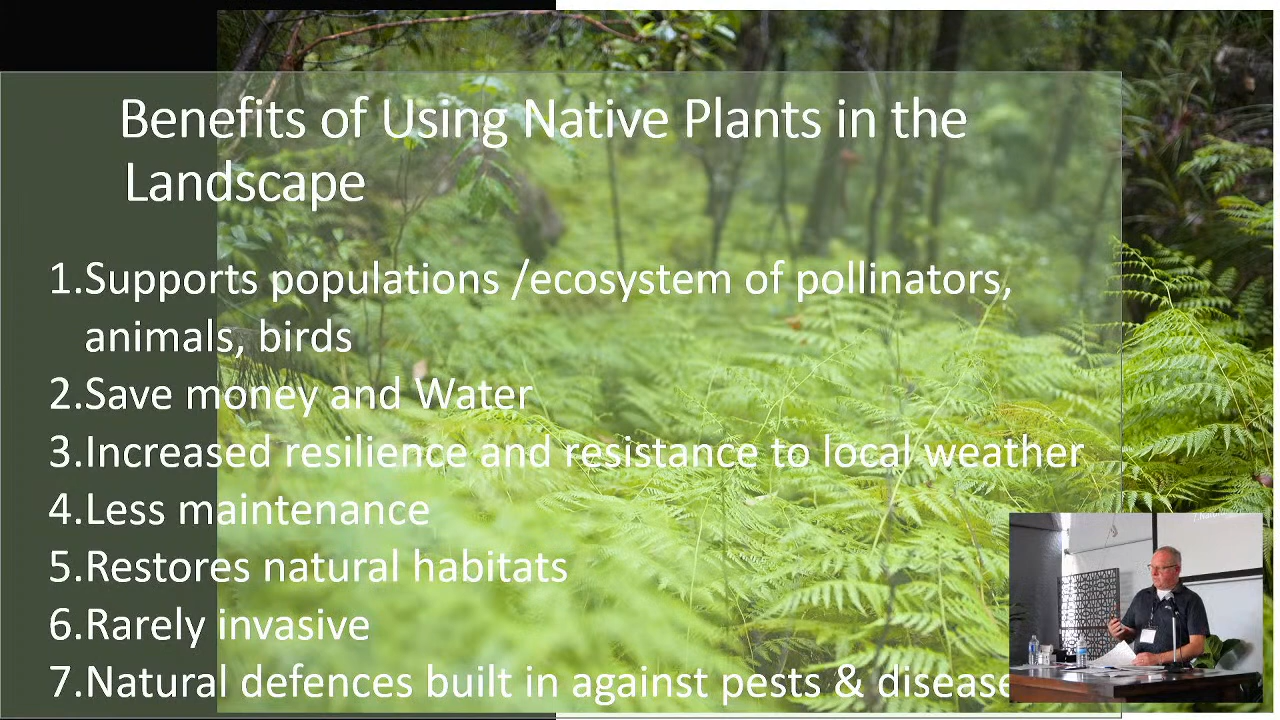 Benefits of Using Native Plants in the
Landscape
1.Supports populations /ecosystem of pollinators,
animals, birds
2.Save money and Water
3.Increased resilience and resistance to local weather
4.Less maintenance
5.Restores natural habitats
6.Rarely invasive
7.Natural defences built in against pests & disease